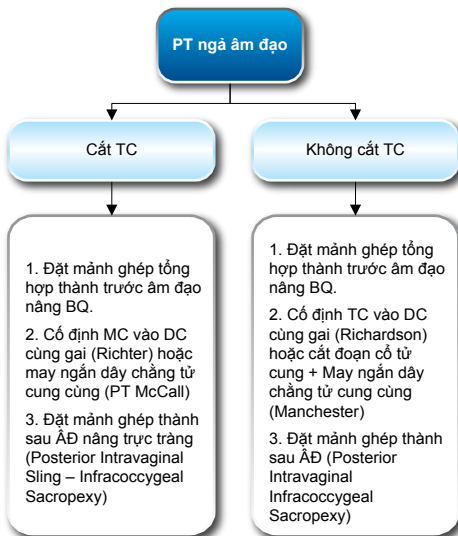 PT ngả âm đạo
Cắt TC
Không cắt TC
1. Đặt mảnh ghép tổng
hợp thành trước âm đạo
nâng BQ.
2. Cố định MC vào DC
cùng gai (Richter) hoặc
may ngắn dây chằng tử
cung cùng (PT McCall)
3. Đặt mảnh ghép thành
sau ÂĐ nâng trực tràng
(Posterior Intravaginal
Sling – Infracoccygeal
Sacropexy)
1. Đặt mảnh ghép tổng
hợp thành trước âm đạo
nâng BQ.
2. Cố định TC vào DC
cùng gai (Richardson)
hoặc cắt đoạn cổ tử
cung + May ngắn dây
chằng tử cung cùng
(Manchester)
3. Đặt mảnh ghép thành
sau ÂĐ (Posterior
Intravaginal
Infracoccygeal
Sacropexy)